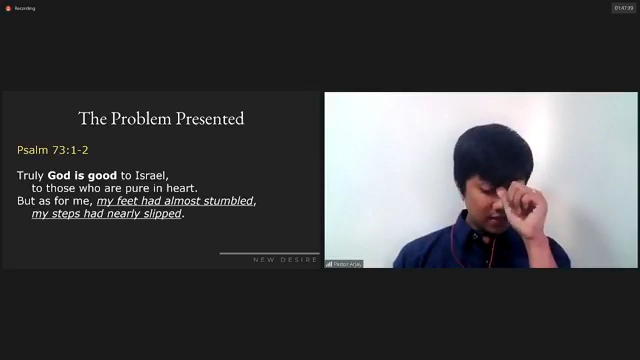 Recording
01:47:39
The Problem Presented
Psalm 73:1-2
Truly God is good to Israel,
to those who are pure in heart.
But as for me, my feet had almost stumbled,
my steps had nearly slipped.
NEW DESIRE
Pastor Arjay